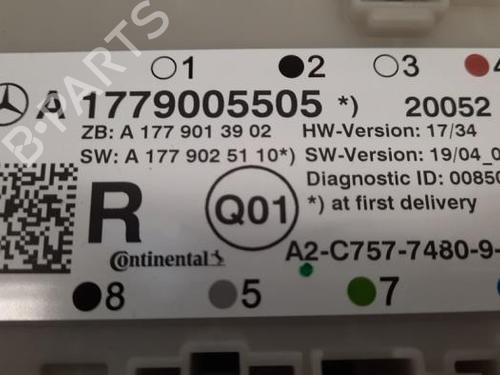 1 2 3 4
A 1779005505 *) 20052
ZB: A 177 901 39 02 HW-Version: 17/34
SW: A 177 902 51 10*) SW-Version: 19/04_0
Diagnostic ID: 00850
R Q01 *) at first delivery
Continental A2-C757-7480-9-
8 5 7
B-PARTS